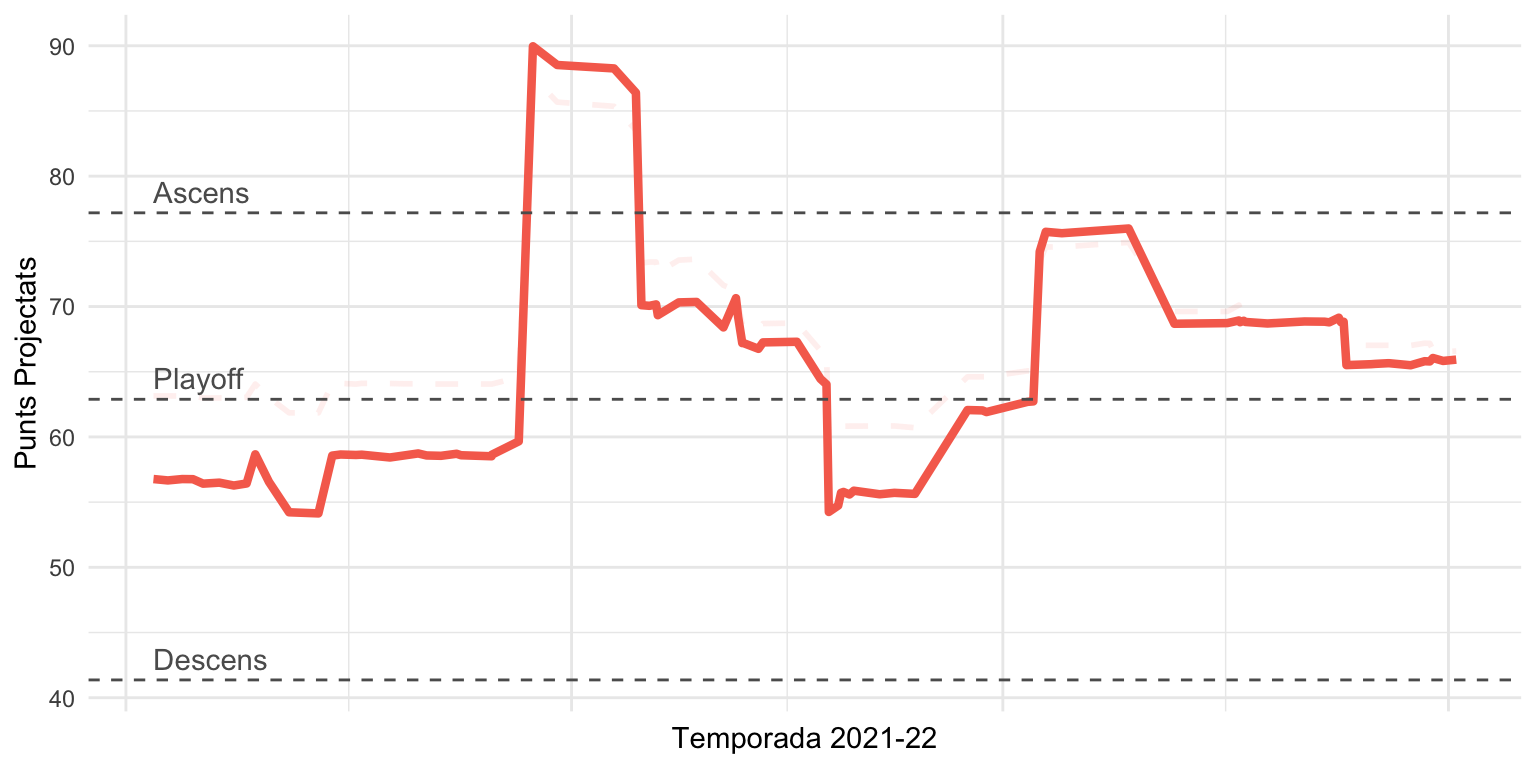 90
80
70
60
50
40
Punts Projectats
Ascens
Playoff
Descens
Temporada 2021-22